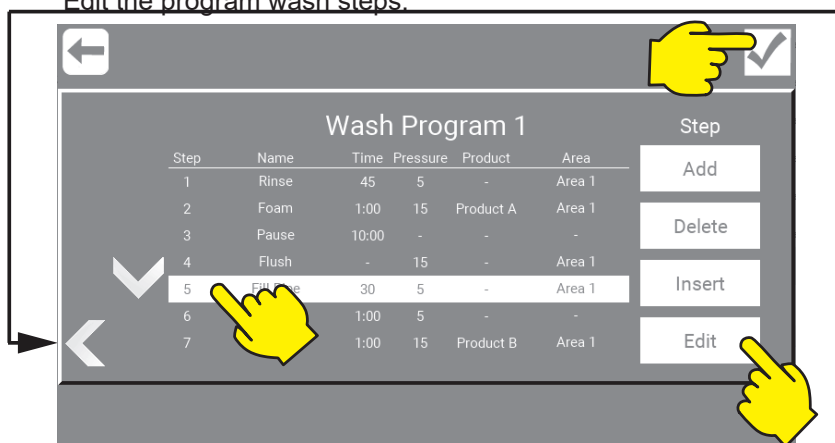 Edit the program wash steps.
Wash Program 1
Step
Step Name Time Pressure Product Area
1 Rinse 45 5 - Area 1
2 Foam 1:00 15 Product A Area 1
3 Pause 10:00 - - -
4 Flush - 15 - Area 1
5 Fill 30 5 - Area 1
6 1:00 5 - -
7 1:00 15 Product B Area 1
Add
Delete
Insert
Edit